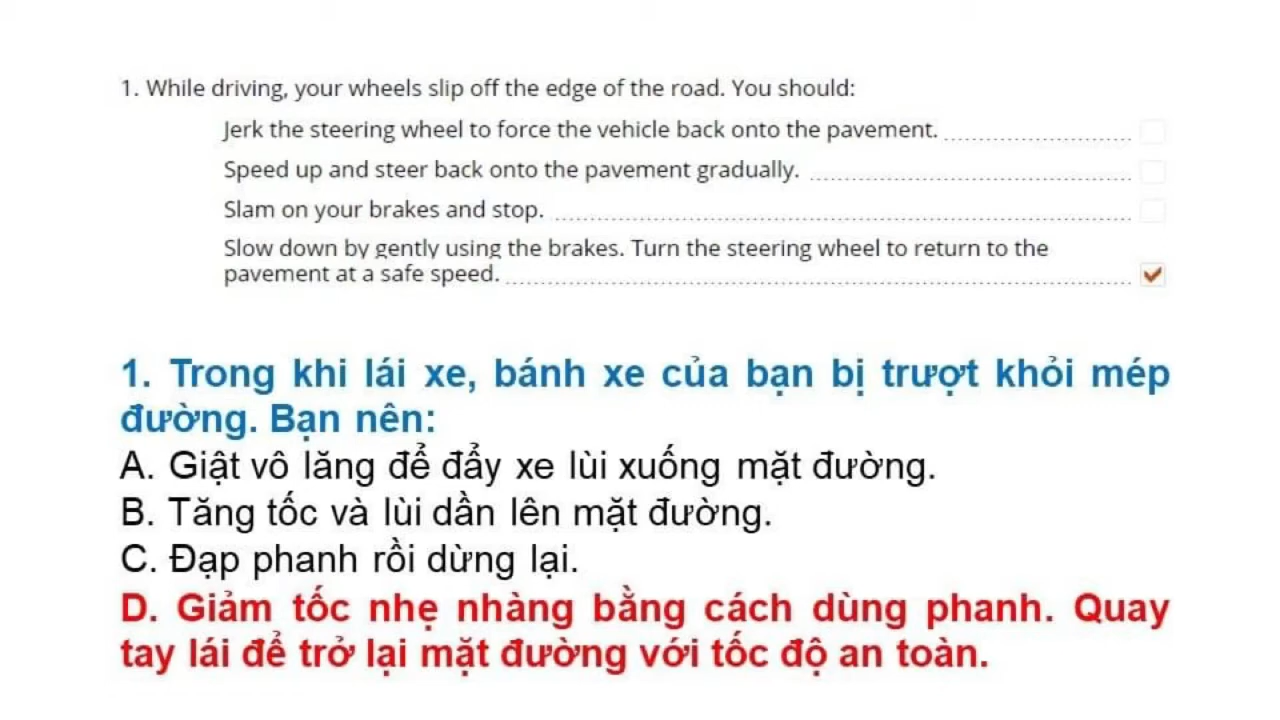 1. While driving, your wheels slip off the edge of the road. You should:
Jerk the steering wheel to force the vehicle back onto the pavement.
Speed up and steer back onto the pavement gradually.
Slam on your brakes and stop.
Slow down by gently using the brakes. Turn the steering wheel to return to the
pavement at a safe speed.
1. Trong khi lái xe, bánh xe của bạn bị trượt khỏi mép
đường. Bạn nên:
A. Giật vô lăng để đẩy xe lùi xuống mặt đường.
B. Tăng tốc và lùi dần lên mặt đường.
C. Đạp phanh rồi dừng lại.
D. Giảm tốc nhẹ nhàng bằng cách dùng phanh. Quay
tay lái để trở lại mặt đường với tốc độ an toàn.